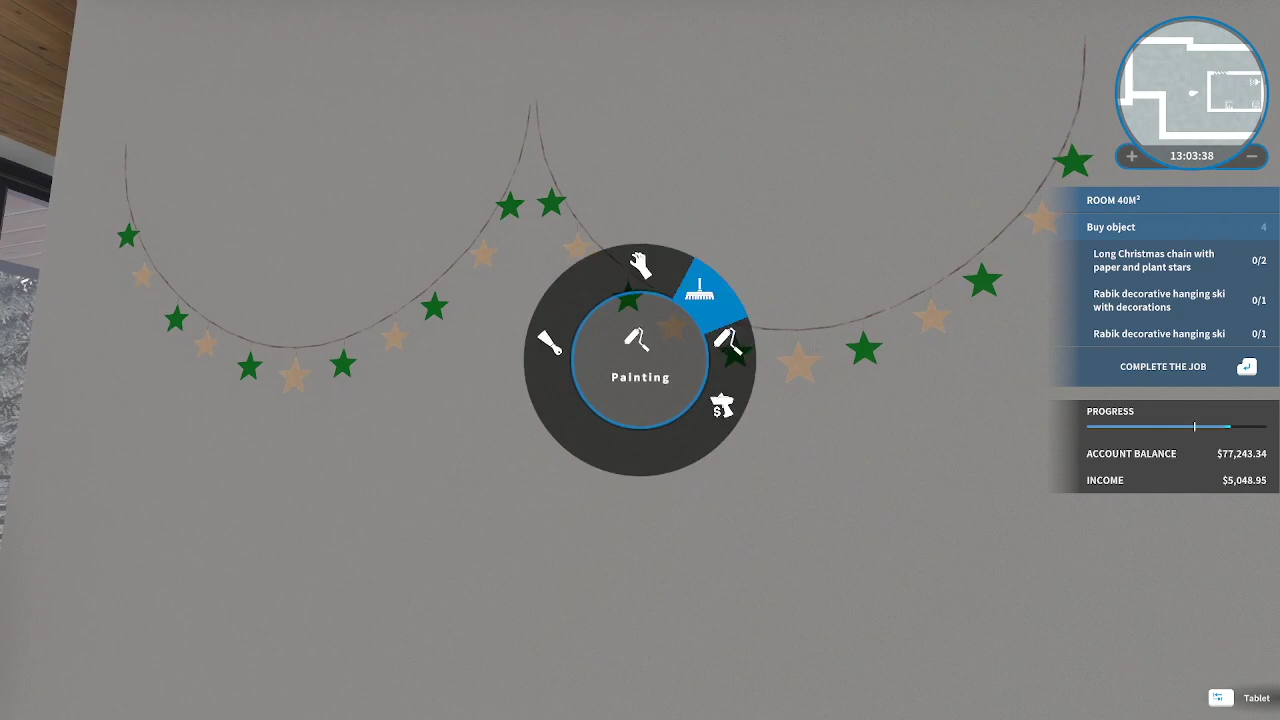 13:03:38
ROOM 40M²
Buy object 4
Long Christmas chain with
paper and plant stars 0/2
Rabik decorative hanging ski
with decorations 0/1
Rabik decorative hanging ski 0/1
COMPLETE THE JOB
Painting
PROGRESS
ACCOUNT BALANCE $77,243.34
INCOME $5,048.95
Tablet